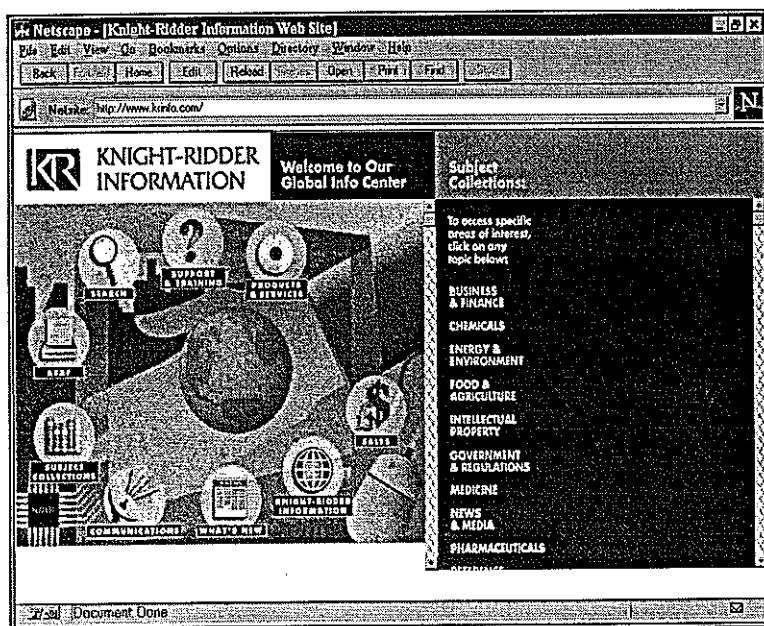 Netscape - [Knight-Ridder Information Web Site]
File Edit View Go Bookmarks Options Directory Window Help
Back Home Edit Reload Open Print Find
Netsite: http://www.krinfo.com/
N
KR
KNIGHT-RIDDER
INFORMATION
Welcome to Our
Global Info Center
Subject
Collections:
SEARCH
SUPPORT
& TRAINING
PRODUCTS
& SERVICES
SALES
SUBJECT
COLLECTIONS
COMMUNICATIONS
WHAT'S NEW
KNIGHT-RIDDER
INFORMATION
To access specific
areas of interest,
click on any
topic below:
BUSINESS
& FINANCE
CHEMICALS
ENERGY &
ENVIRONMENT
FOOD &
AGRICULTURE
INTELLECTUAL
PROPERTY
GOVERNMENT
& REGULATIONS
MEDICINE
NEWS
& MEDIA
PHARMACEUTICALS
Document Done